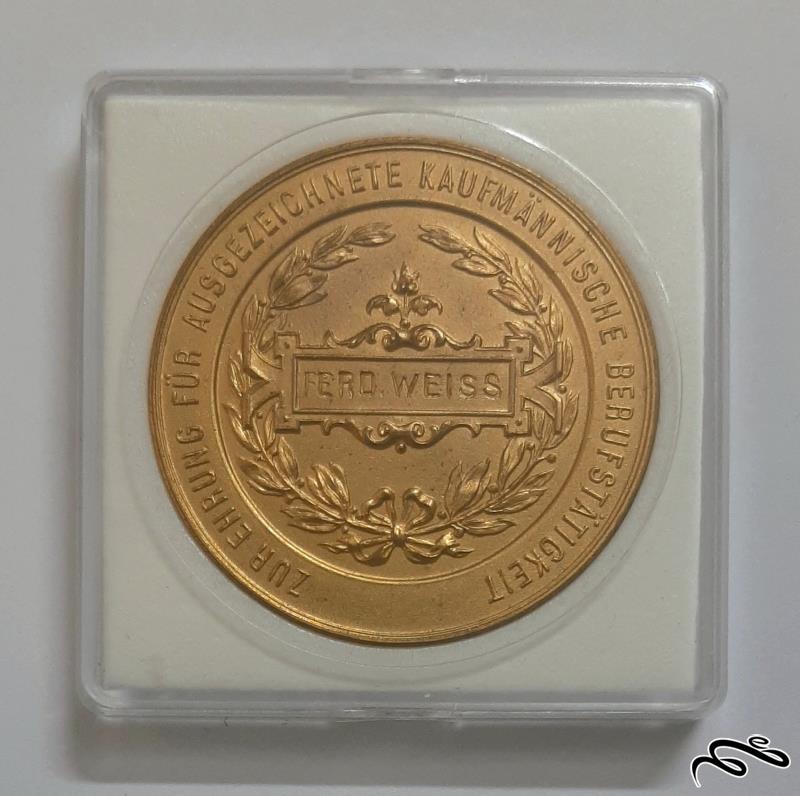 ZUR EHRUNG FÜR AUSGEZEICHNETE KAUFMÄNNISCHE BERUFSTÄTIGKEIT
FERD. WEISS